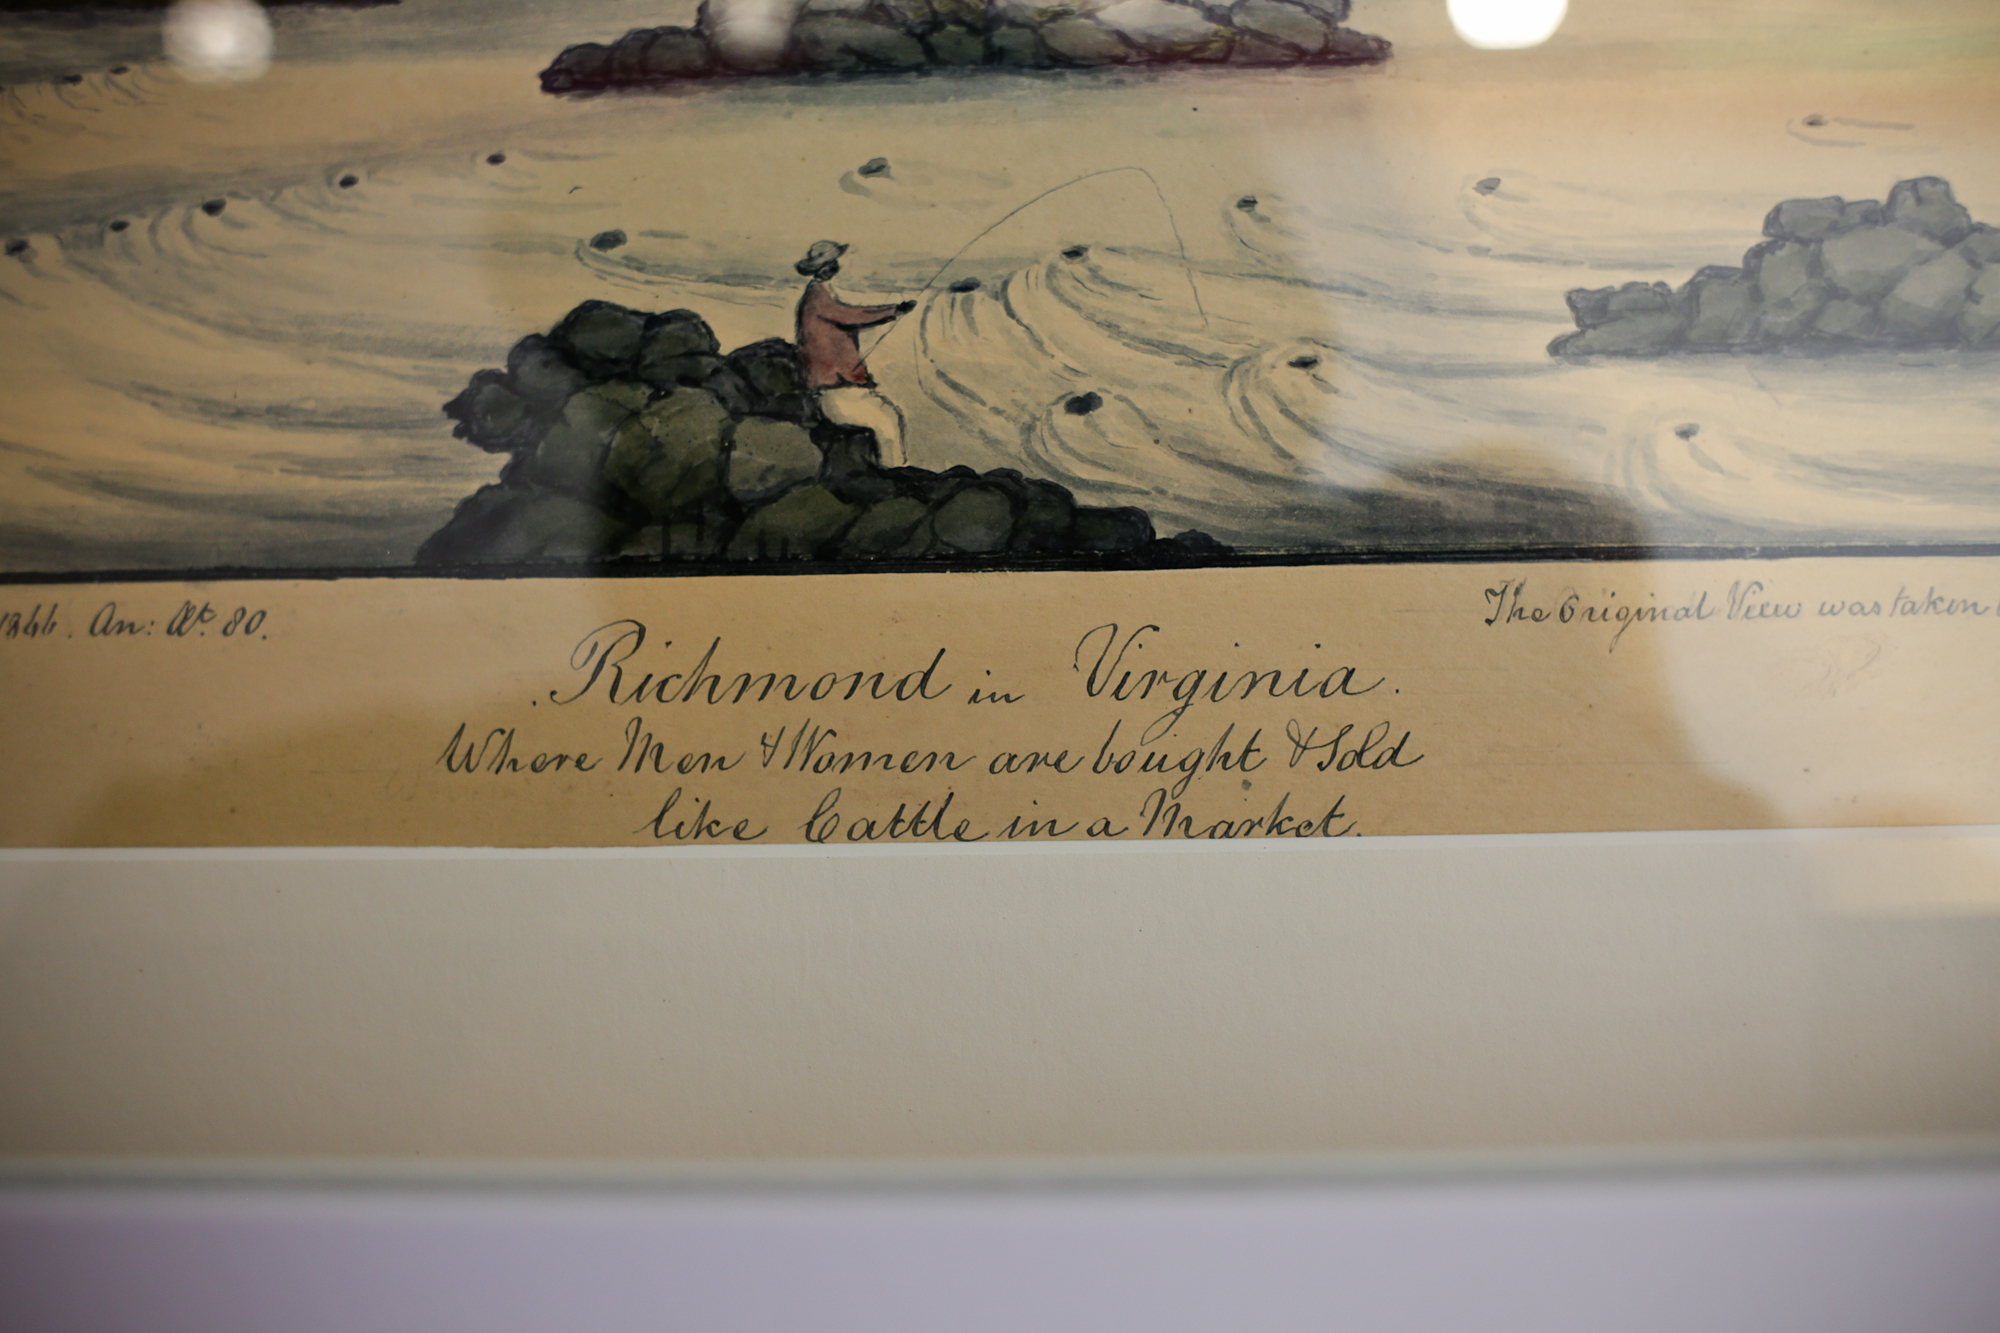 An: Æt. 80.
The Original View was taken
Richmond in Virginia.
Where Men & Women are bought & Sold
like Cattle in a Market.